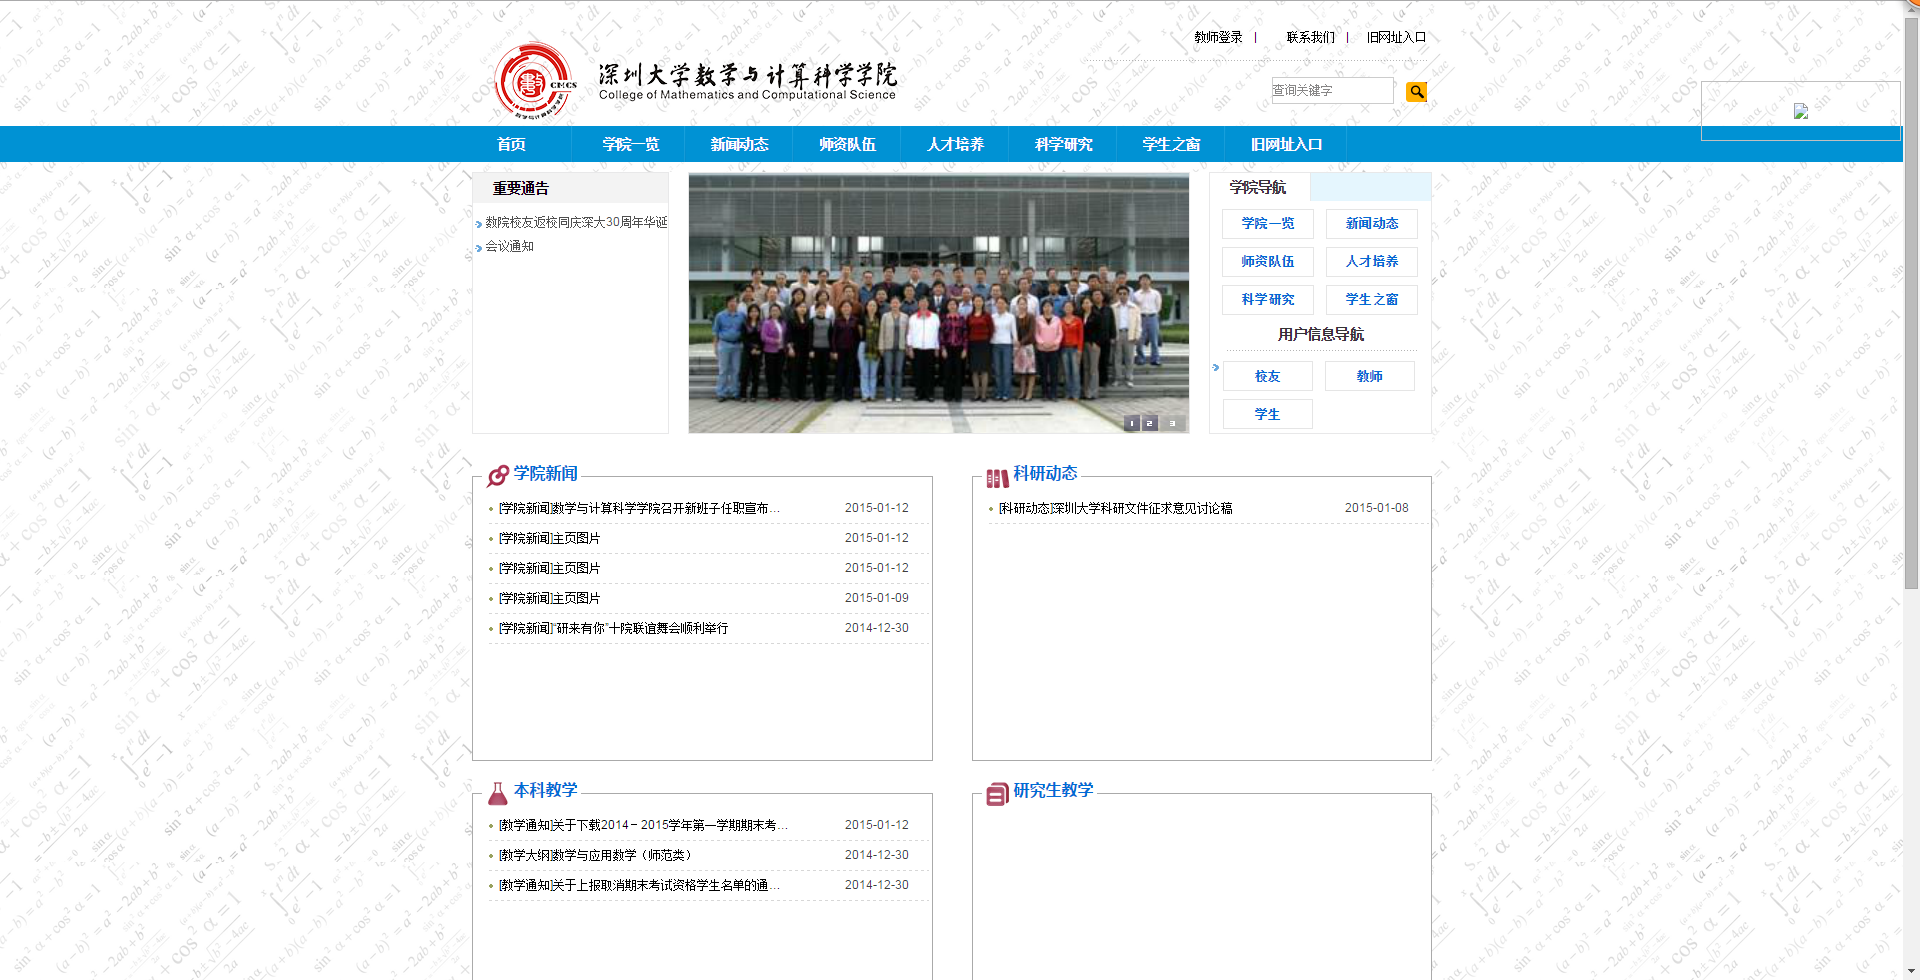 教师登录 | 联系我们 | 旧网址入口
深圳大学数学与计算科学学院
College of Mathematics and Computational Science
CMCS
查询关键字
首页 学院一览 新闻动态 师资队伍 人才培养 科学研究 学生之窗 旧网址入口
重要通告
数院校友返校同庆深大30周年华诞
会议通知
1 2 3
学院导航
学院一览 新闻动态
师资队伍 人才培养
科学研究 学生之窗
用户信息导航
校友 教师
学生
学院新闻
[学院新闻]数学与计算科学学院召开新班子任职宣布... 2015-01-12
[学院新闻]主页图片 2015-01-12
[学院新闻]主页图片 2015-01-12
[学院新闻]主页图片 2015-01-09
[学院新闻]“研来有你”十院联谊舞会顺利举行 2014-12-30
科研动态
[科研动态]深圳大学科研文件征求意见讨论稿 2015-01-08
本科教学
[教学通知]关于下载2014－2015学年第一学期期末考... 2015-01-12
[教学大纲]数学与应用数学（师范类） 2014-12-30
[教学通知]关于上报取消期末考试资格学生名单的通... 2014-12-30
研究生教学